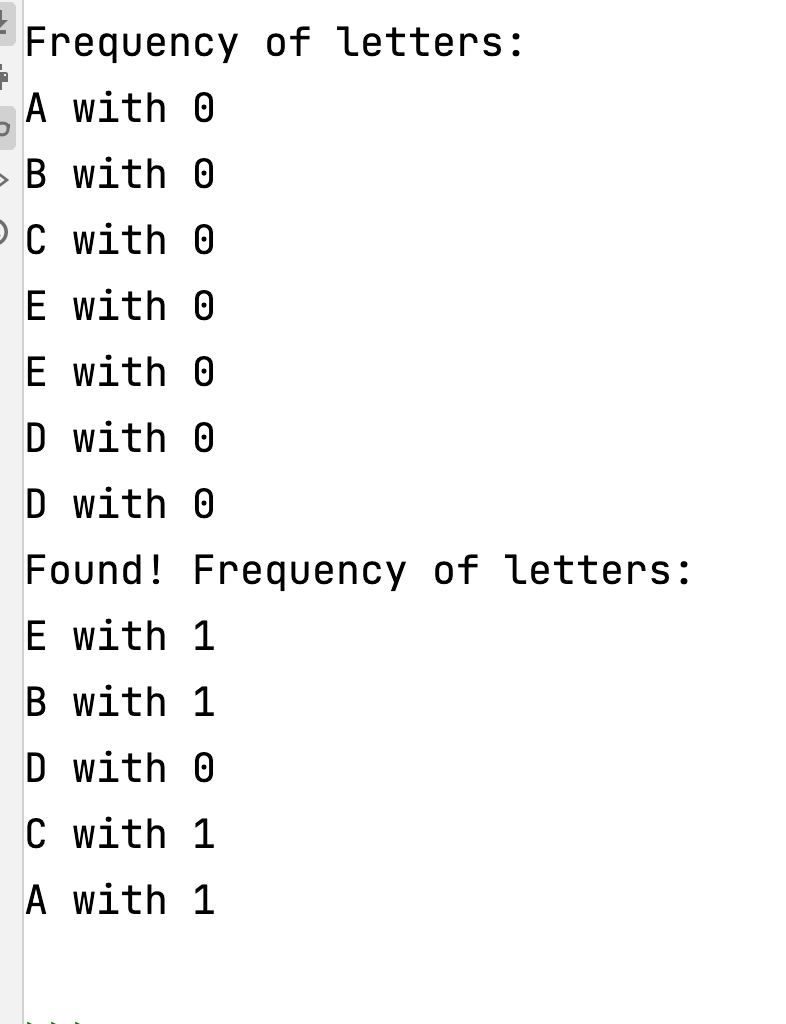 Frequency of letters:
A with 0
B with 0
C with 0
E with 0
E with 0
D with 0
D with 0
Found! Frequency of letters:
E with 1
B with 1
D with 0
C with 1
A with 1